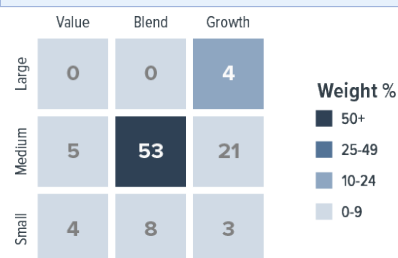 Value Blend Growth
Large 0 0 4
Medium 5 53 21
Small 4 8 3
Weight %
50+
25-49
10-24
0-9